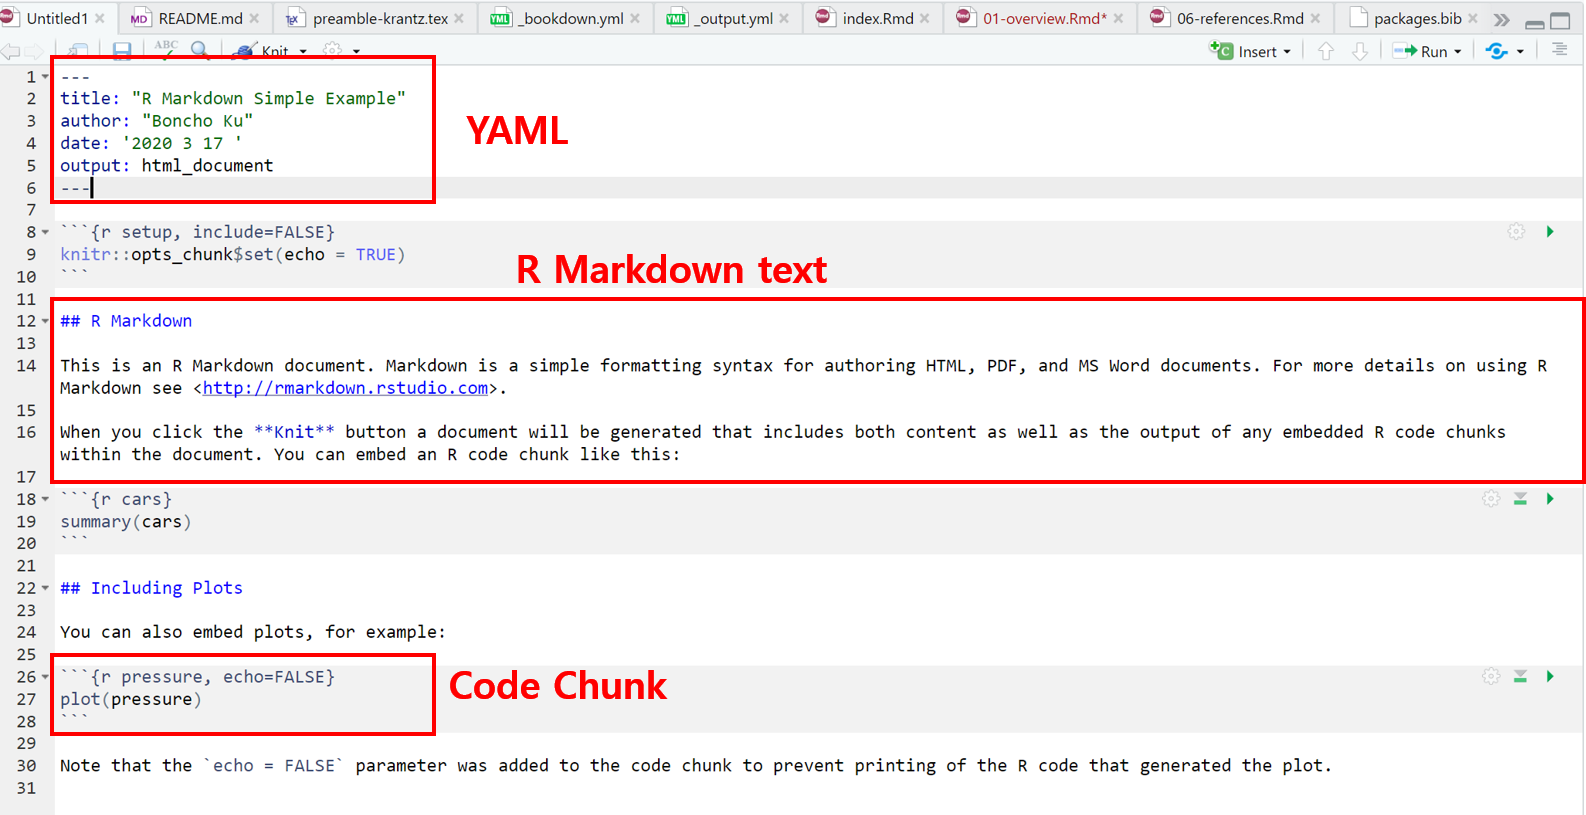 Untitled1 README.md preamble-krantz.tex _bookdown.yml _output.yml index.Rmd 01-overview.Rmd* 06-references.Rmd packages.bib
ABC Knit Insert Run
1 ---
2 title: "R Markdown Simple Example"
3 author: "Boncho Ku"
YAML
4 date: '2020 3 17 '
5 output: html_document
6 ---
7
8 ```{r setup, include=FALSE}
9 knitr::opts_chunk$set(echo = TRUE)
10 ```
R Markdown text
11
12 ## R Markdown
13
14 This is an R Markdown document. Markdown is a simple formatting syntax for authoring HTML, PDF, and MS Word documents. For more details on using R
Markdown see <http://rmarkdown.rstudio.com>.
15
16 When you click the **Knit** button a document will be generated that includes both content as well as the output of any embedded R code chunks
within the document. You can embed an R code chunk like this:
17
18 ```{r cars}
19 summary(cars)
20 ```
21
22 ## Including Plots
23
24 You can also embed plots, for example:
25
26 ```{r pressure, echo=FALSE}
Code Chunk
27 plot(pressure)
28 ```
29
30 Note that the `echo = FALSE` parameter was added to the code chunk to prevent printing of the R code that generated the plot.
31